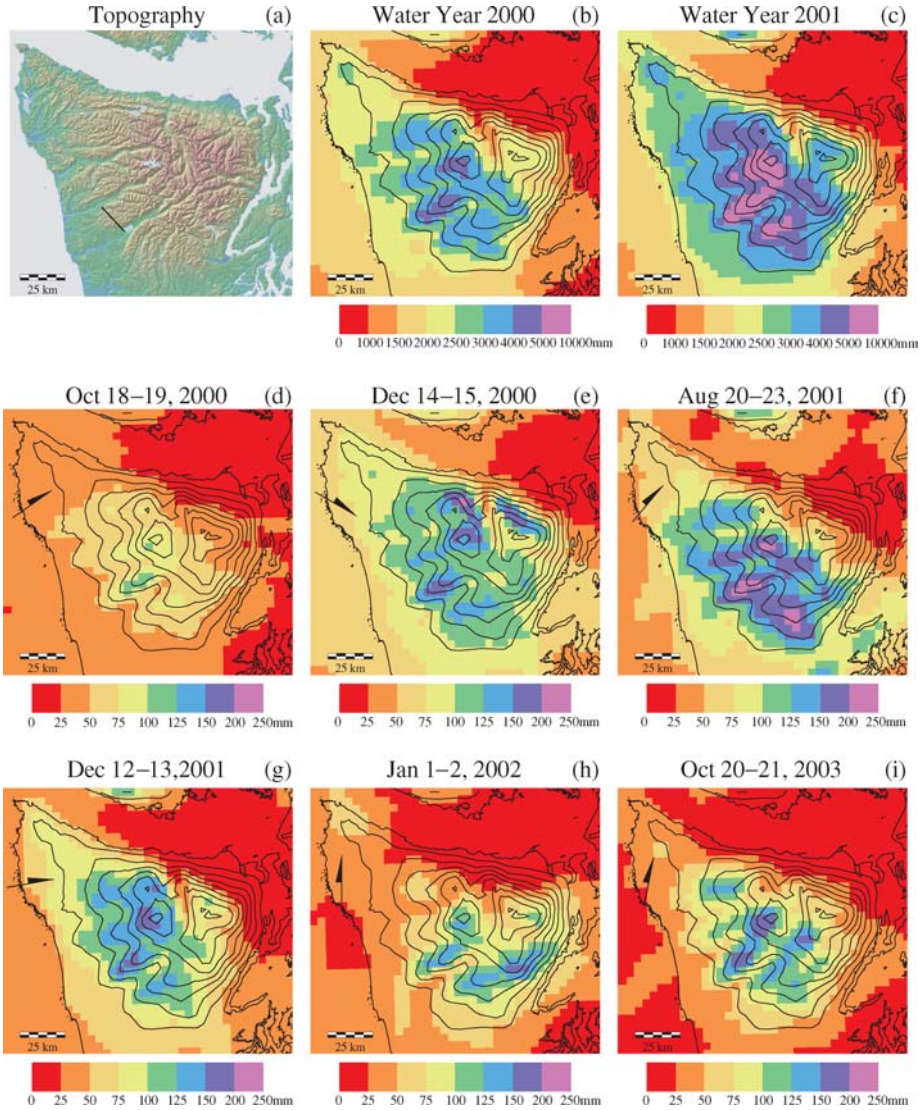 Topography (a)
Water Year 2000 (b)
Water Year 2001 (c)
25 km
25 km
25 km
0 1000 1500 2000 2500 3000 4000 5000 10000mm
0 1000 1500 2000 2500 3000 4000 5000 10000mm
Oct 18–19, 2000 (d)
Dec 14–15, 2000 (e)
Aug 20–23, 2001 (f)
25 km
25 km
25 km
0 25 50 75 100 125 150 200 250mm
0 25 50 75 100 125 150 200 250mm
0 25 50 75 100 125 150 200 250mm
Dec 12–13,2001 (g)
Jan 1–2, 2002 (h)
Oct 20–21, 2003 (i)
25 km
25 km
25 km
0 25 50 75 100 125 150 200 250mm
0 25 50 75 100 125 150 200 250mm
0 25 50 75 100 125 150 200 250mm